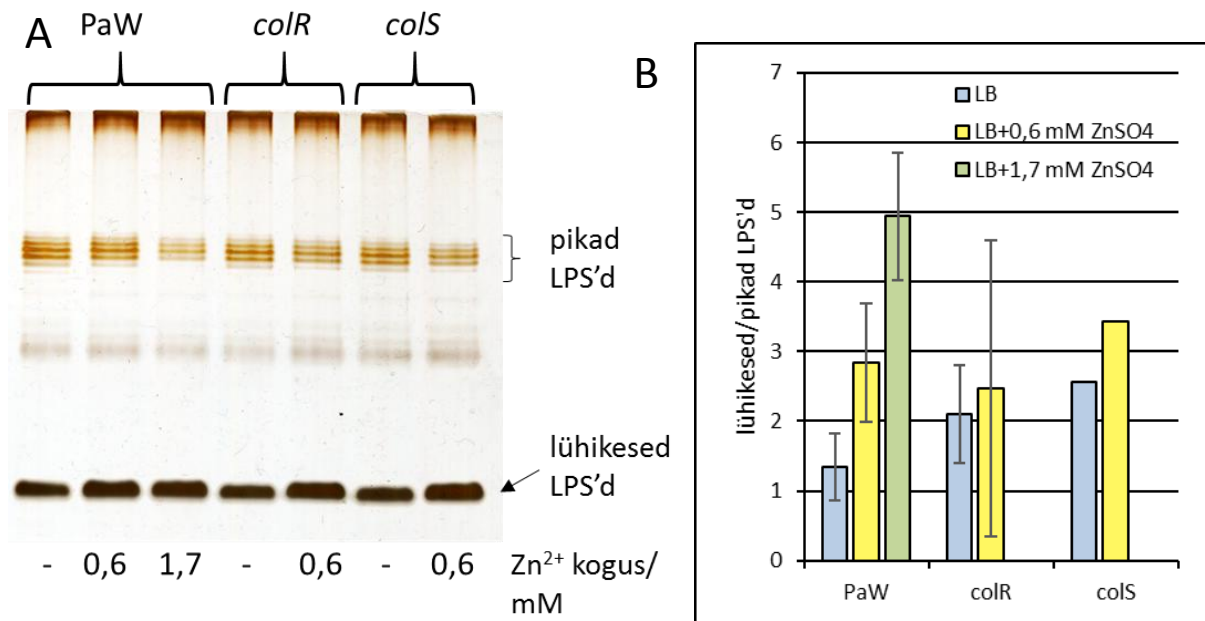 A
PaW colR colS
pikad
LPS'd
lühikesed
LPS'd
- 0,6 1,7 - 0,6 - 0,6 Zn²⁺ kogus/
mM
B
lühikesed/pikad LPS'd
7
6
5
4
3
2
1
0
LB
LB+0,6 mM ZnSO4
LB+1,7 mM ZnSO4
PaW colR colS